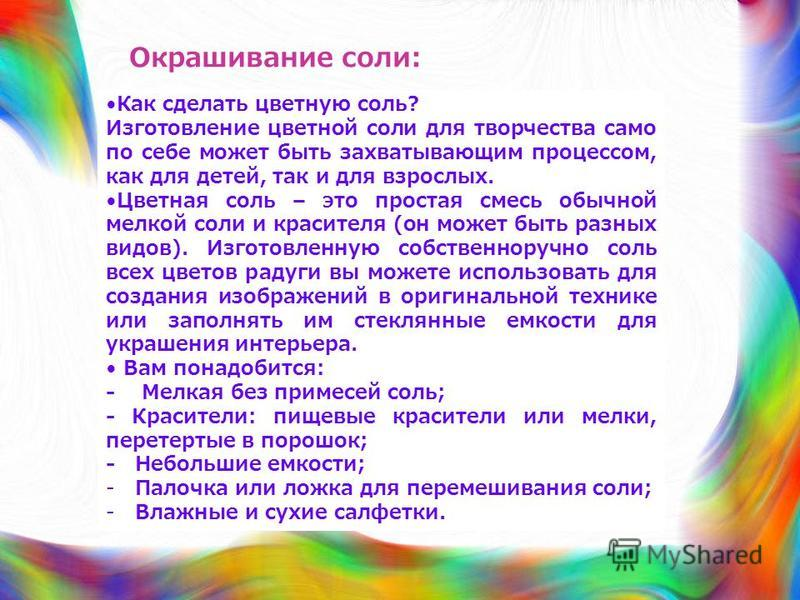 Окрашивание соли:
•Как сделать цветную соль?
Изготовление цветной соли для творчества само
по себе может быть захватывающим процессом,
как для детей, так и для взрослых.
•Цветная соль – это простая смесь обычной
мелкой соли и красителя (он может быть разных
видов). Изготовленную собственноручно соль
всех цветов радуги вы можете использовать для
создания изображений в оригинальной технике
или заполнять им стеклянные емкости для
украшения интерьера.
• Вам понадобится:
- Мелкая без примесей соль;
- Красители: пищевые красители или мелки,
перетертые в порошок;
- Небольшие емкости;
- Палочка или ложка для перемешивания соли;
- Влажные и сухие салфетки.
MyShared